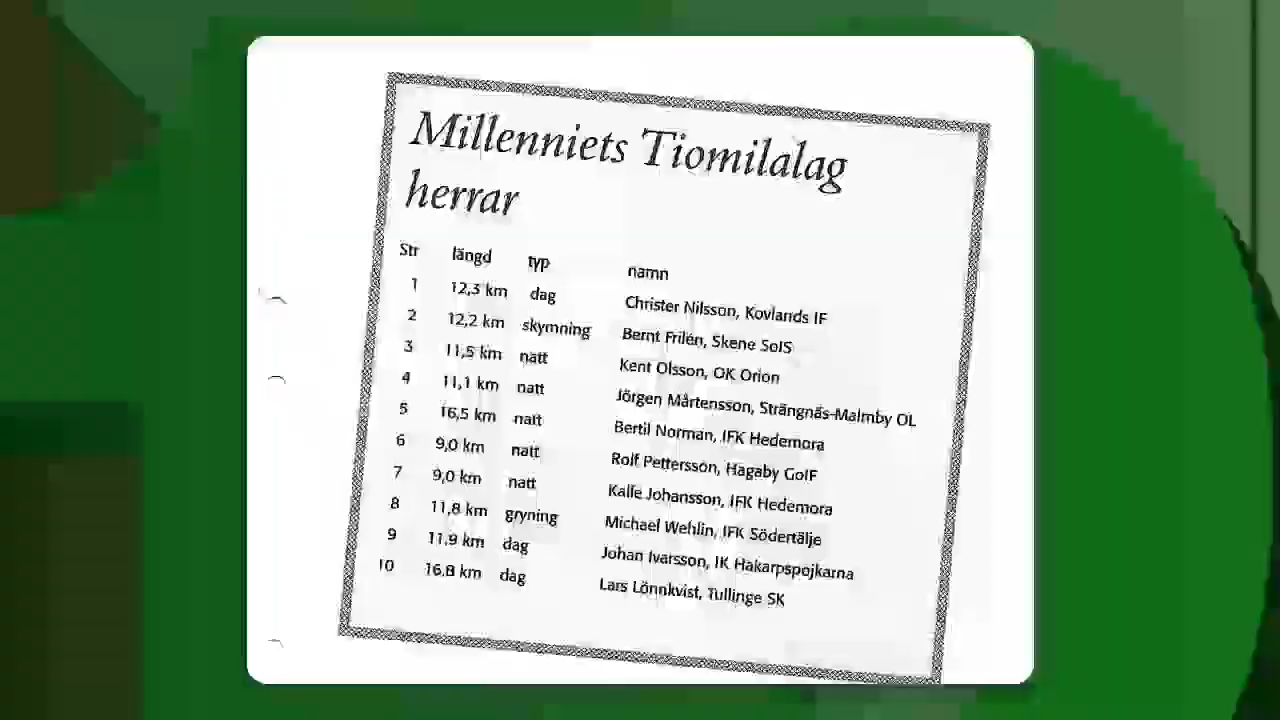 Millenniets Tiomilalag
herrar
Str längd typ namn
1 12,3 km dag Christer Nilsson, Kovlands IF
2 12,2 km skymning Bernt Frilén, Skene SoIS
3 11,5 km natt Kent Olsson, OK Orion
4 11,1 km natt Jörgen Mårtensson, Strängnäs-Malmby OL
5 16,5 km natt Bertil Norman, IFK Hedemora
6 9,0 km natt Rolf Pettersson, Hagaby GoIF
7 9,0 km natt Kalle Johansson, IFK Hedemora
8 11,8 km gryning Michael Wehlin, IFK Södertälje
9 11,9 km dag Johan Ivarsson, IK Hakarpspojkarna
10 16,8 km dag Lars Lönnkvist, Tullinge SK